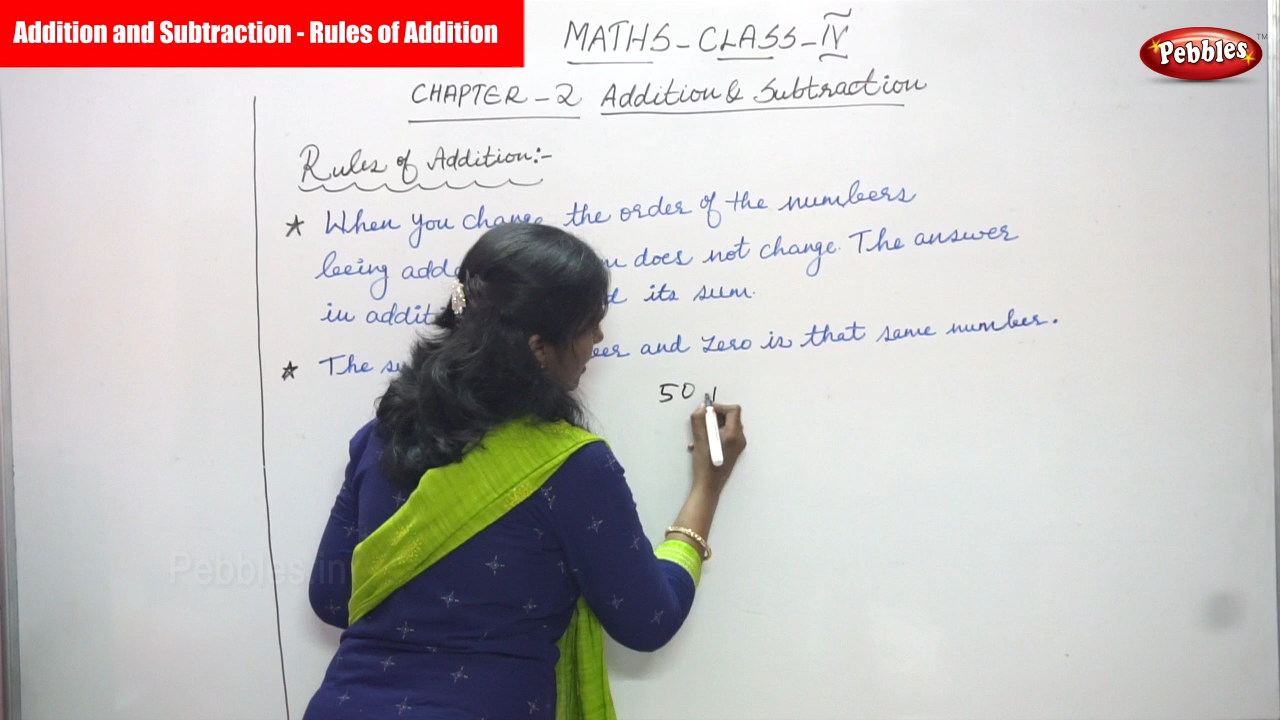 Addition and Subtraction - Rules of Addition
Pebbles TM
MATHS - CLASS - IV
CHAPTER - 2 Addition & Subtraction
Rules of Addition:-
★ When you change the order of the numbers
being does not change. The answer
in its sum.
★ The and zero is that same number.
50
Pebbles.in